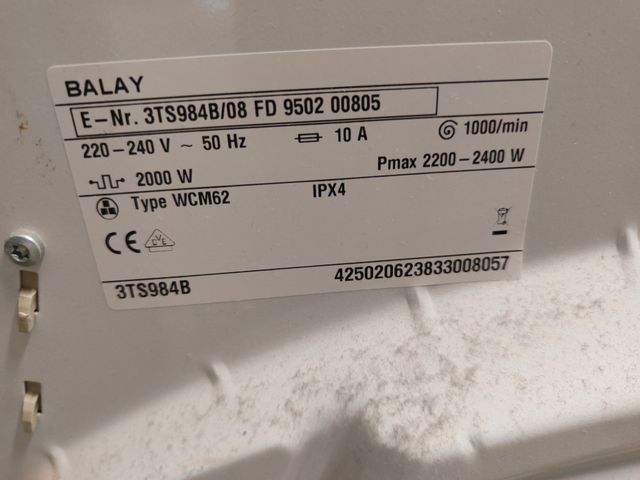 BALAY
E-Nr. 3TS984B/08 FD 9502 00805
220-240 V ~ 50 Hz 10 A 1000/min
2000 W Pmax 2200-2400 W
Type WCM62 IPX4
CE
3TS984B 425020623833008057